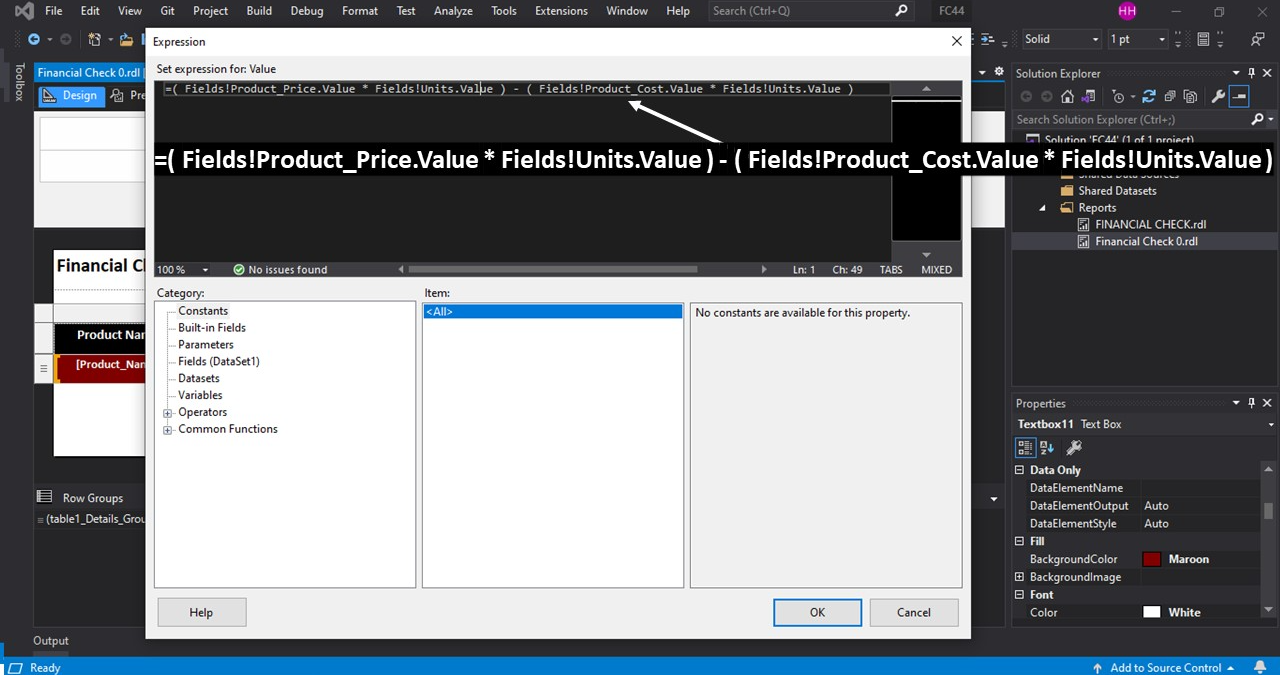 File Edit View Git Project Build Debug Format Test Analyze Tools Extensions Window Help Search (Ctrl+Q) FC44 HH
Solid 1 pt
Toolbox
Financial Check 0.rdl [
Design Pre
Expression
Set expression for: Value
=( Fields!Product_Price.Value * Fields!Units.Value ) - ( Fields!Product_Cost.Value * Fields!Units.Value )
=( Fields!Product_Price.Value * Fields!Units.Value ) - ( Fields!Product_Cost.Value * Fields!Units.Value )
100 % No issues found Ln: 1 Ch: 49 TABS MIXED
Category:
Constants
Built-in Fields
Parameters
Fields (DataSet1)
Datasets
Variables
Operators
Common Functions
Item:
<All>
No constants are available for this property.
Help OK Cancel
Financial Ch
Product Nam
[Product_Nam
Row Groups
(table1_Details_Grou
Output
Solution Explorer
Search Solution Explorer (Ctrl+;)
Solution 'FC44' (1 of 1 project)
Shared Data Sources
Shared Datasets
Reports
FINANCIAL CHECK.rdl
Financial Check 0.rdl
Properties
Textbox11 Text Box
Data Only
DataElementName
DataElementOutput Auto
DataElementStyle Auto
Fill
BackgroundColor Maroon
BackgroundImage
Font
Color White
Ready Add to Source Control